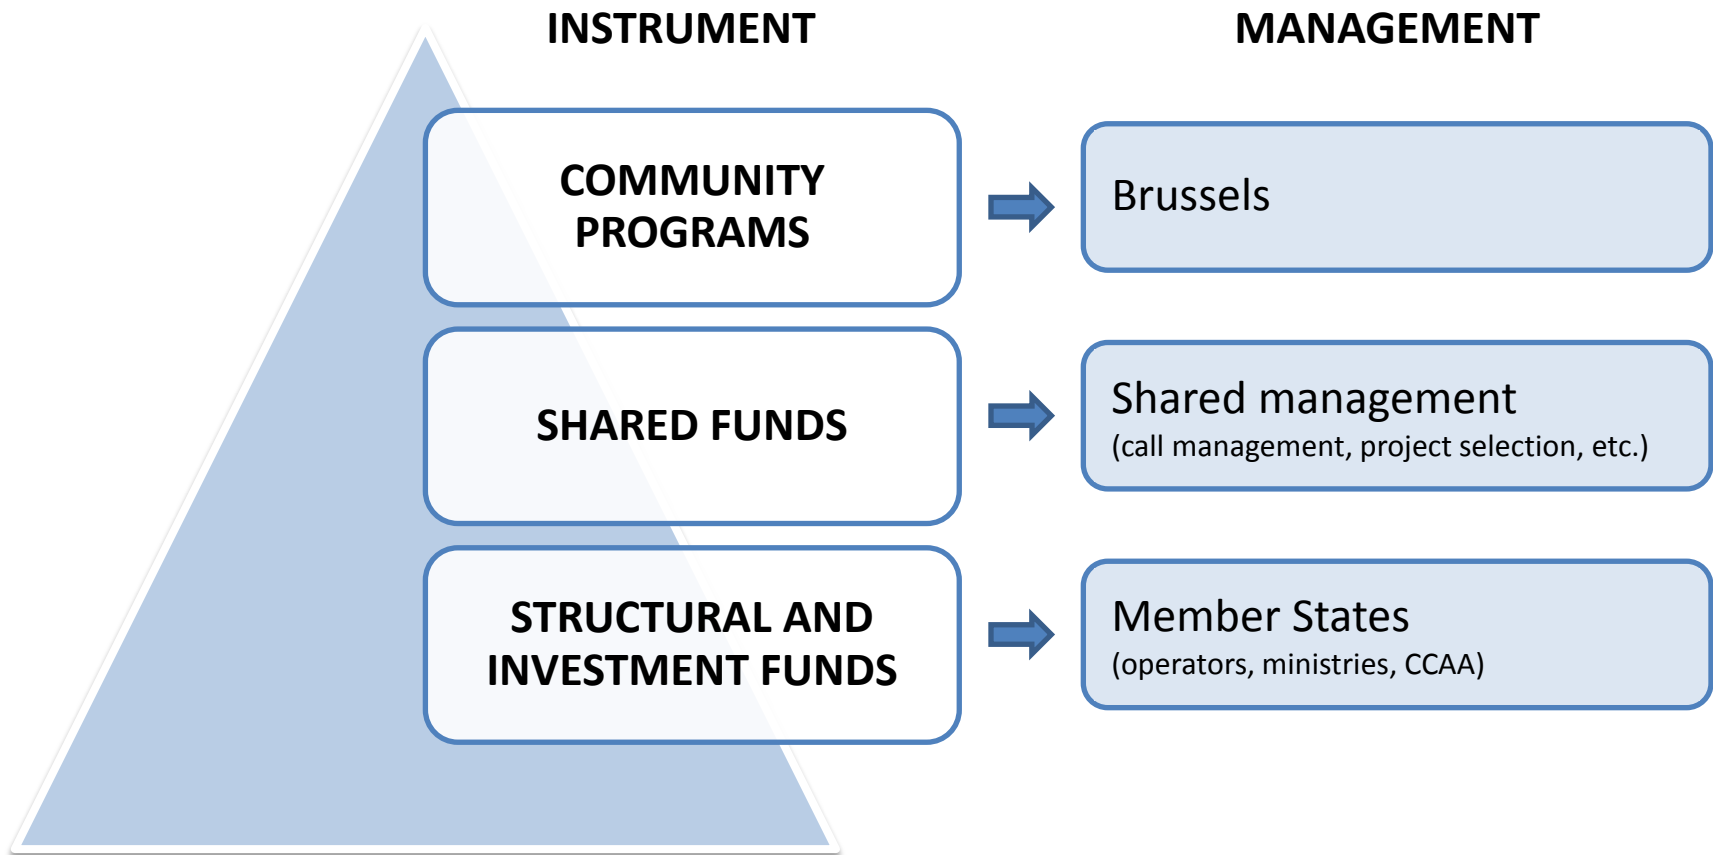 INSTRUMENT
MANAGEMENT
COMMUNITY
PROGRAMS
Brussels
SHARED FUNDS
Shared management
(call management, project selection, etc.)
STRUCTURAL AND
INVESTMENT FUNDS
Member States
(operators, ministries, CCAA)